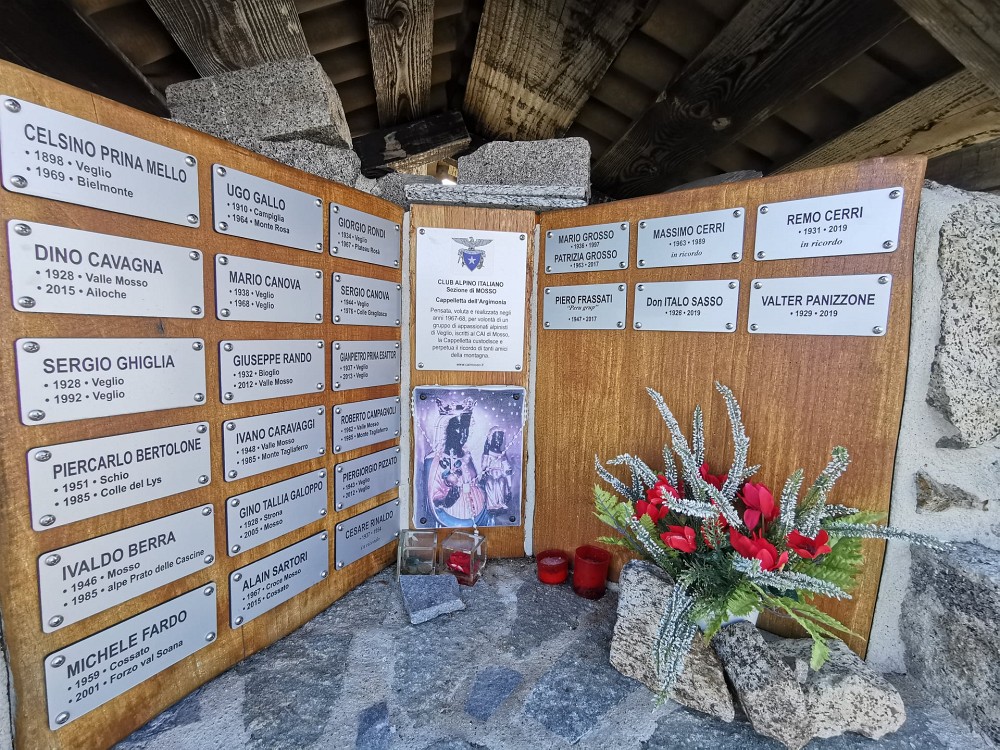 CELSINO PRINA MELLO
• 1898 • Veglio
• 1969 • Bielmonte
DINO CAVAGNA
• 1928 • Valle Mosso
• 2015 • Ailoche
SERGIO GHIGLIA
• 1928 • Veglio
• 1992 • Veglio
PIERCARLO BERTOLONE
• 1951 • Schio
• 1985 • Colle del Lys
IVALDO BERRA
• 1946 • Mosso
• 1985 • alpe Prato delle Cascine
MICHELE FARDO
• 1959 • Cossato
• 2001 • Forzo val Soana
UGO GALLO
• 1910 • Campiglia
• 1964 • Monte Rosa
MARIO CANOVA
• 1938 • Veglio
• 1968 • Veglio
GIUSEPPE RANDO
• 1932 • Bioglio
• 2012 • Valle Mosso
IVANO CARAVAGGI
• 1948 • Valle Mosso
• 1985 • Monte Tagliaferro
GINO TALLIA GALOPPO
• 1928 • Strona
• 2005 • Mosso
ALAIN SARTORI
• 1967 • Croce Mosso
• 2015 • Cossato
GIORGIO RONDI
• 1934 • Veglio
• 1967 • Plateau Rosà
SERGIO CANOVA
• 1944 • Veglio
• 1976 • Colle Gragliasca
GIANPIETRO PRINA ESATTOR
• 1937 • Veglio
• 2013 • Veglio
ROBERTO CAMPAGNOLI
• 1962 • Valle Mosso
• 1985 • Monte Tagliaferro
PIERGIORGIO PIZZATO
• 1943 • Veglio
• 2012 • Veglio
CESARE RINALDO
CLUB ALPINO ITALIANO
Sezione di MOSSO
Cappelletta dell'Argimonia
Pensata, voluta e realizzata negli
anni 1967-68, per volontà di un
gruppo di appassionati alpinisti
di Veglio, iscritti al CAI di Mosso,
la Cappelletta custodisce e
perpetua il ricordo di tanti amici
della montagna.
MARIO GROSSO
• 1936 • 1997
PATRIZIA GROSSO
• 1963 • 2017
MASSIMO CERRI
• 1963 • 1989
in ricordo
REMO CERRI
• 1931 • 2019
in ricordo
PIERO FRASSATI
"Pera grup"
• 1947 • 2017
Don ITALO SASSO
• 1926 • 2019
VALTER PANIZZONE
• 1929 • 2019